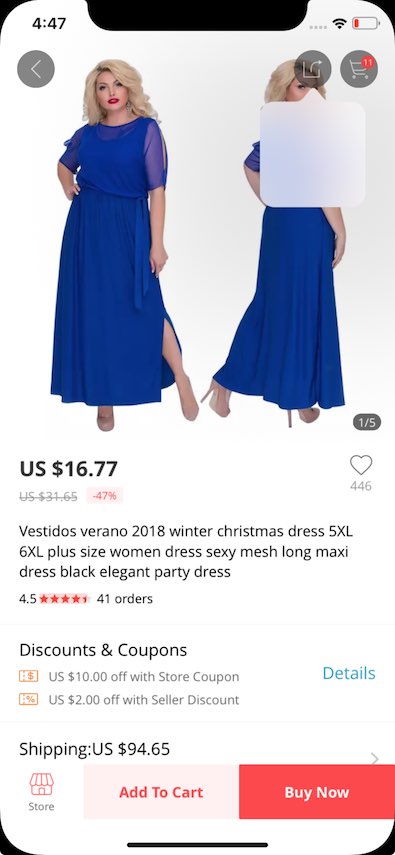 4:47
11
1/5
US $16.77
446
US $31.65 -47%
Vestidos verano 2018 winter christmas dress 5XL
6XL plus size women dress sexy mesh long maxi
dress black elegant party dress
4.5 41 orders
Discounts & Coupons
$ US $10.00 off with Store Coupon
Details
% US $2.00 off with Seller Discount
Shipping:US $94.65
Store
Add To Cart
Buy Now